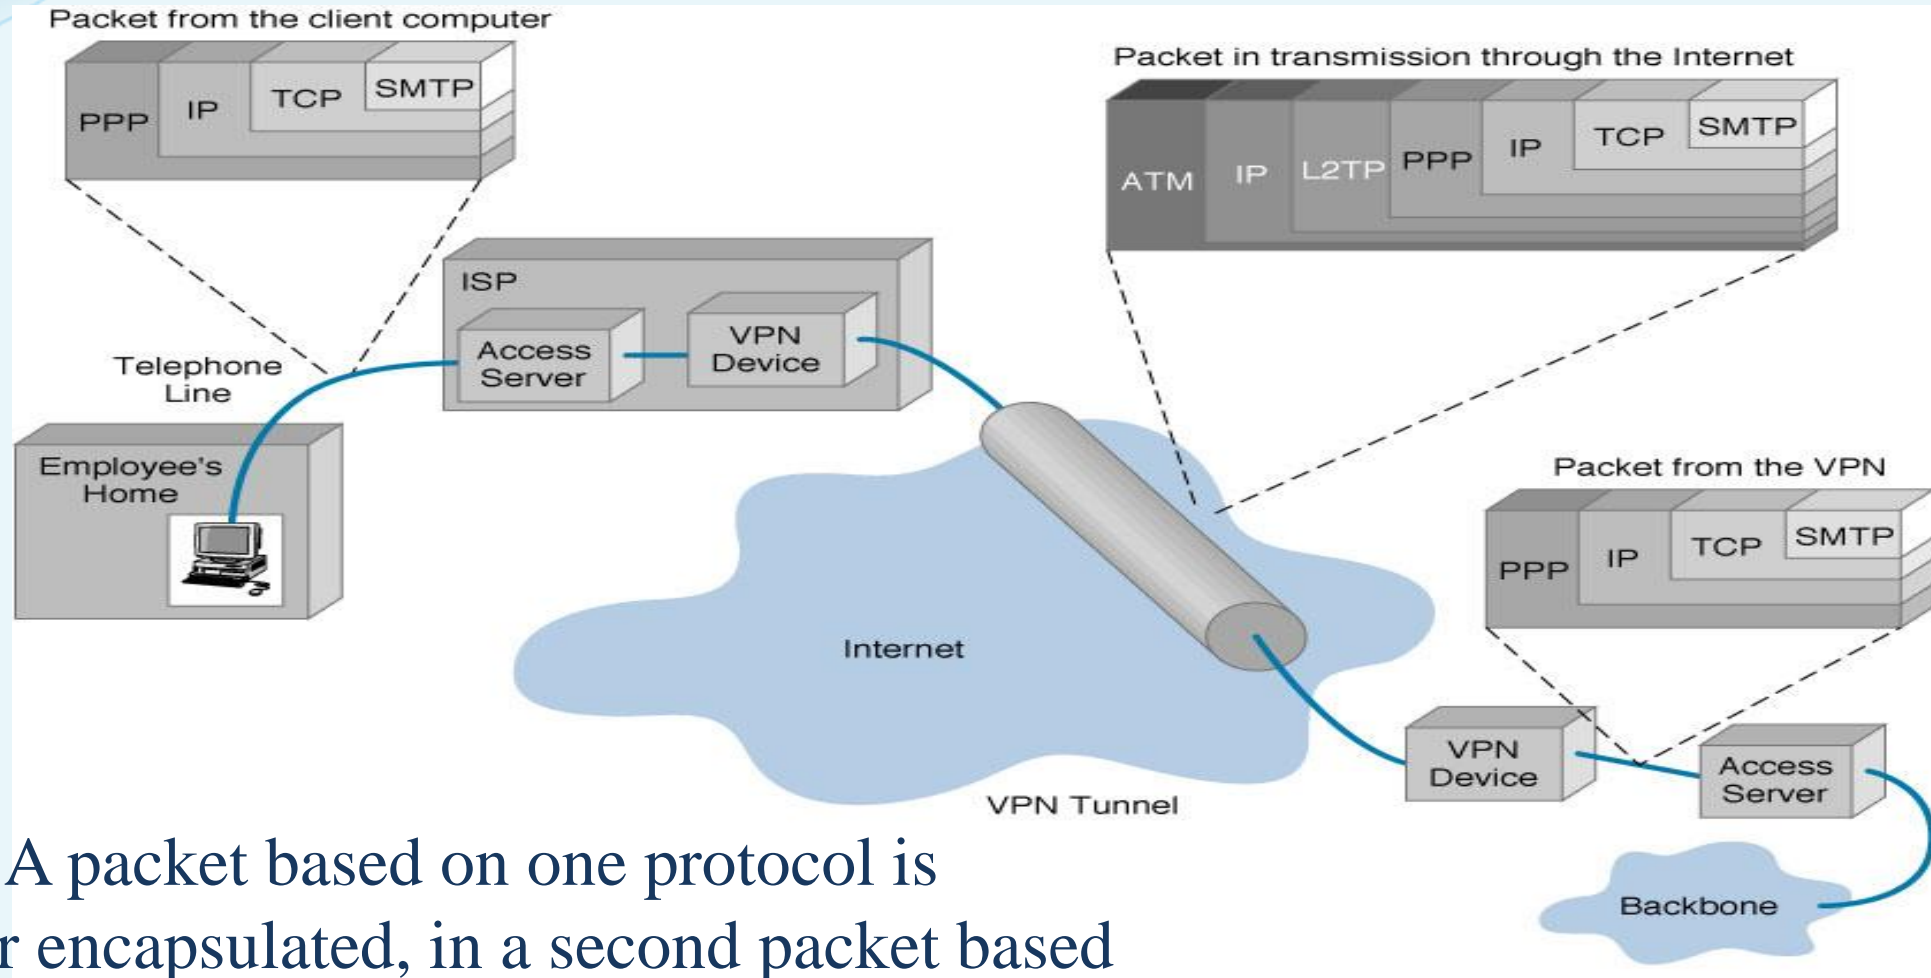 Packet from the client computer
PPP IP TCP SMTP
Packet in transmission through the Internet
ATM IP L2TP PPP IP TCP SMTP
ISP
Access
Server
VPN
Device
Telephone
Line
Employee's
Home
Packet from the VPN
PPP IP TCP SMTP
Internet
VPN Tunnel
VPN
Device
Access
Server
Backbone
A packet based on one protocol is
r encapsulated, in a second packet based